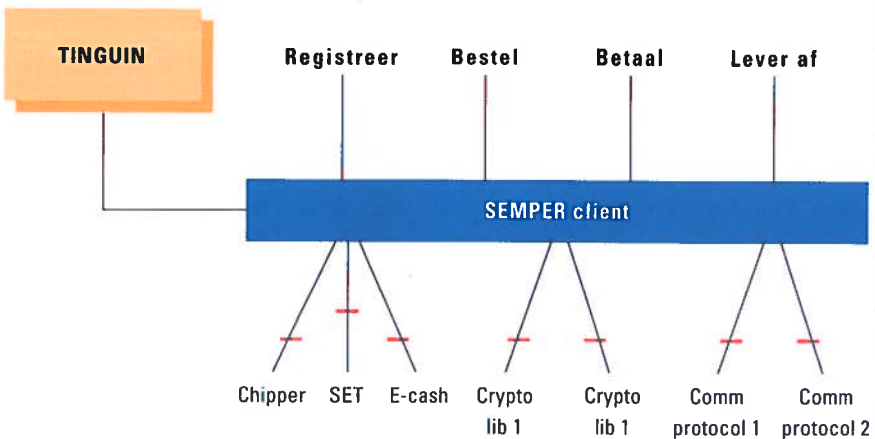 TINGUIN
Registreer Bestel Betaal Lever af
SEMPER client
Chipper SET E-cash Crypto Crypto Comm Comm
lib 1 lib 1 protocol 1 protocol 2